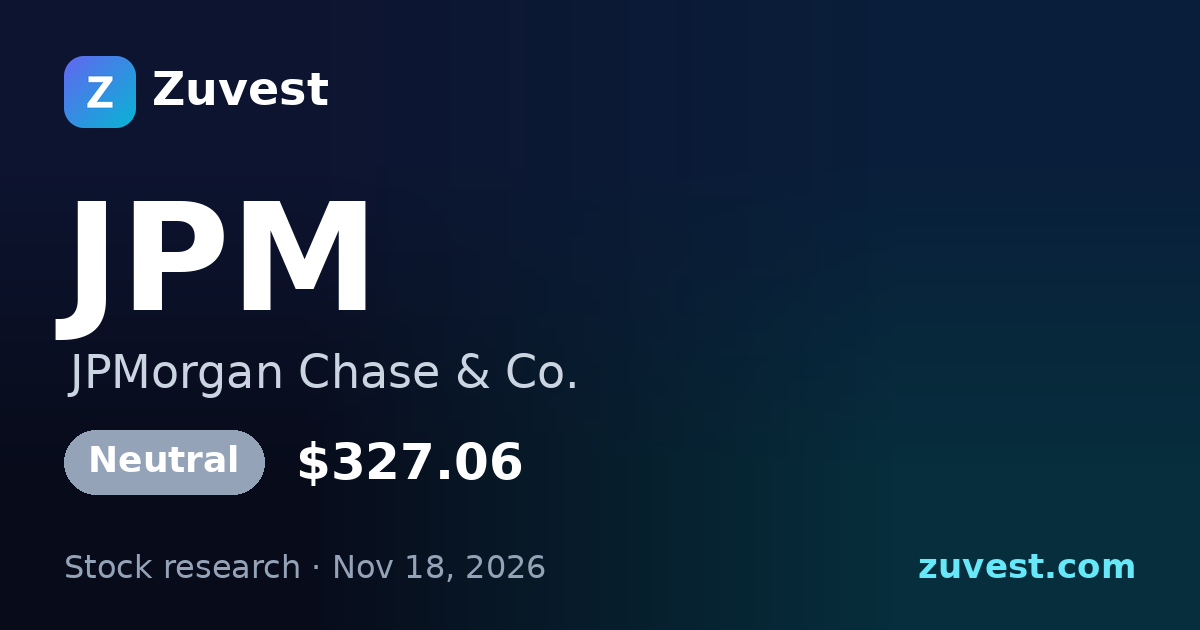 Z Zuvest
JPM
JPMorgan Chase & Co.
Neutral $327.06
Stock research · Nov 18, 2026 zuvest.com